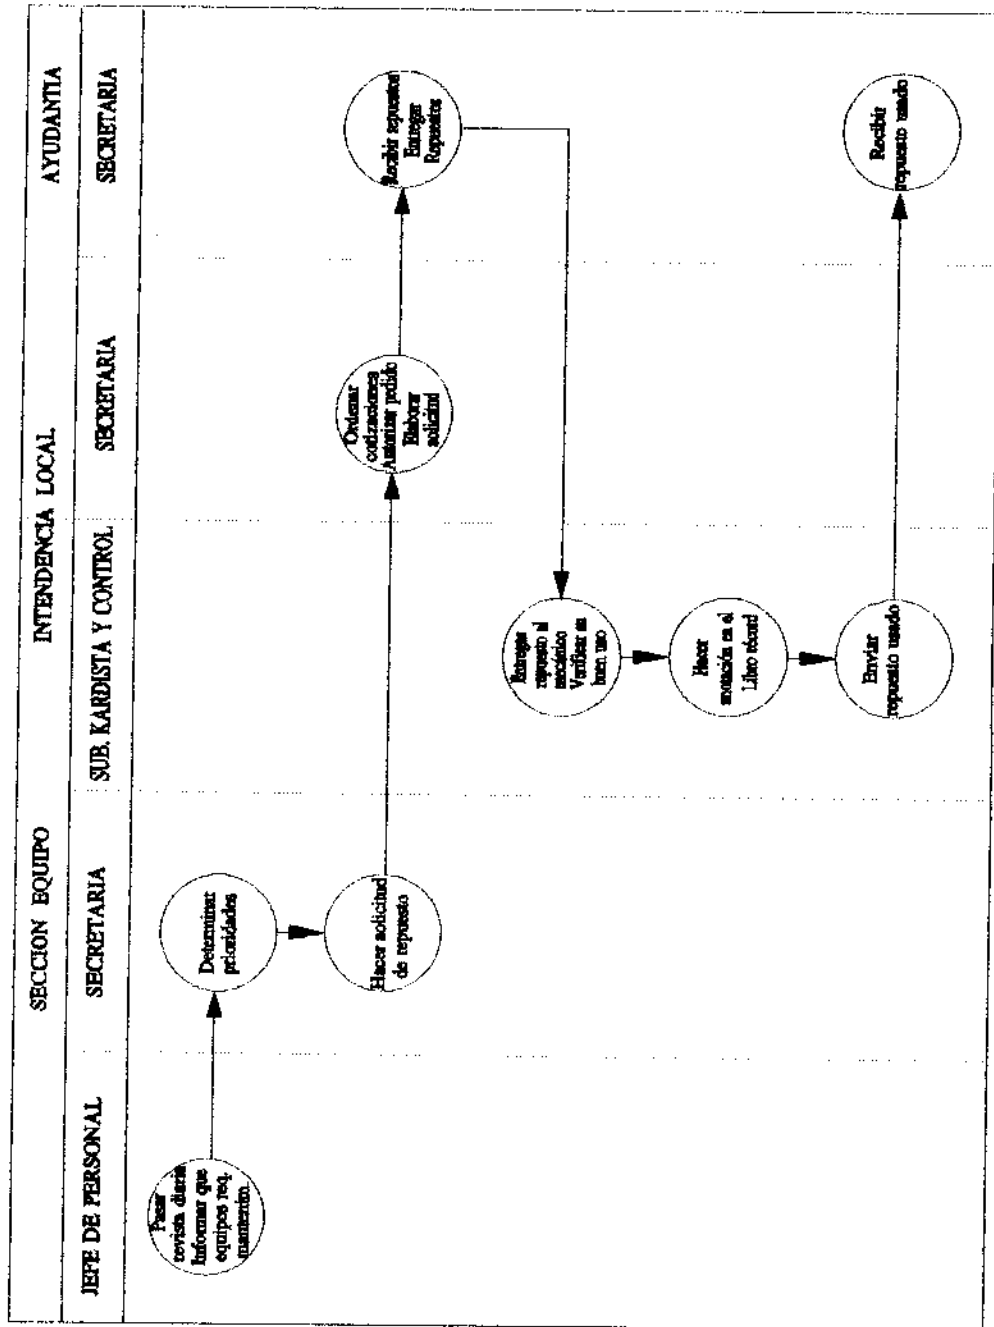 SECCION EQUIPO
INTENDENCIA LOCAL
AYUDANTIA
JEFE DE PERSONAL
SECRETARIA
SUB. KARDISTA Y CONTROL
SECRETARIA
SECRETARIA
Pasar
revista diaria
Informar que
equipos req.
mantenim.
Determinar
prioridades
Hacer solicitud
de repuesto
Ordenar
cotizaciones
Autorizar pedido
Elaborar
solicitud
Recibir repuestos
Entregar
Repuestos
Entregar
repuesto al
mecánico
Verificar su
buen uso
Hacer
anotación en el
Libro récord
Enviar
repuesto usado
Recibir
repuesto usado